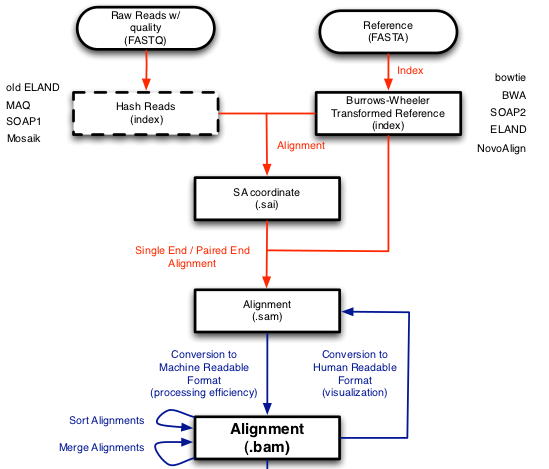 Raw Reads w/
quality
(FASTQ)
Reference
(FASTA)
Index
old ELAND
MAQ
SOAP1
Mosaik
Hash Reads
(index)
Burrows-Wheeler
Transformed Reference
(index)
bowtie
BWA
SOAP2
ELAND
NovoAlign
Alignment
SA coordinate
(.sai)
Single End / Paired End
Alignment
Alignment
(.sam)
Conversion to
Machine Readable
Format
(processing efficiency)
Conversion to
Human Readable
Format
(visualization)
Sort Alignments
Merge Alignments
Alignment
(.bam)